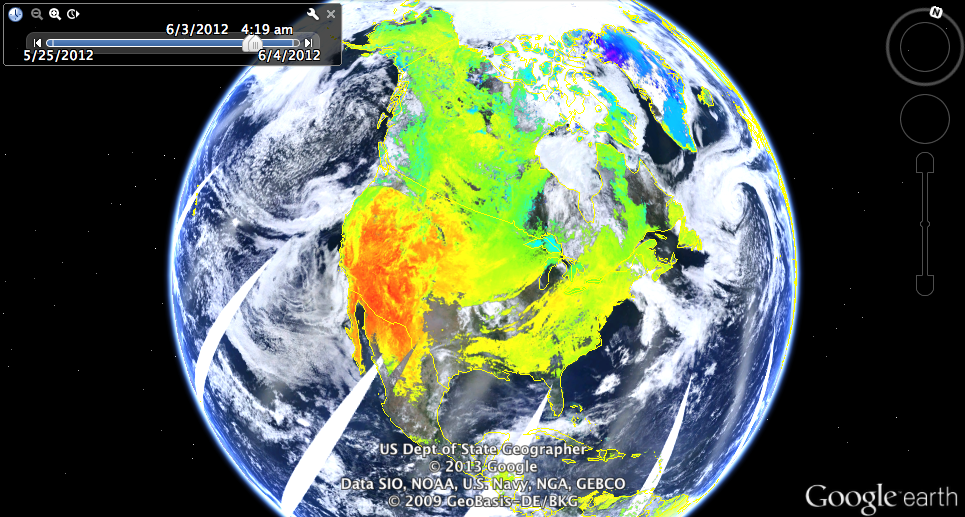 6/3/2012 4:19 am
5/25/2012 6/4/2012
N
US Dept of State Geographer
© 2013 Google
Data SIO, NOAA, U.S. Navy, NGA, GEBCO
© 2009 GeoBasis-DE/BKG
Google earth